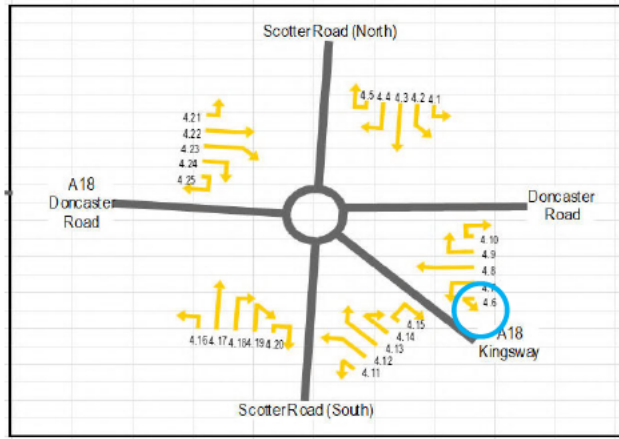 Scotter Road (North)
4.5 4.4 4.3 4.2 4.1
4.21
4.22
4.23
4.24
4.25
A18
Doncaster
Road
Doncaster
Road
4.10
4.9
4.8
4.7
4.6
A18
Kingsway
4.15
4.14
4.13
4.12
4.11
4.16 4.17 4.18 4.19 4.20
Scotter Road (South)